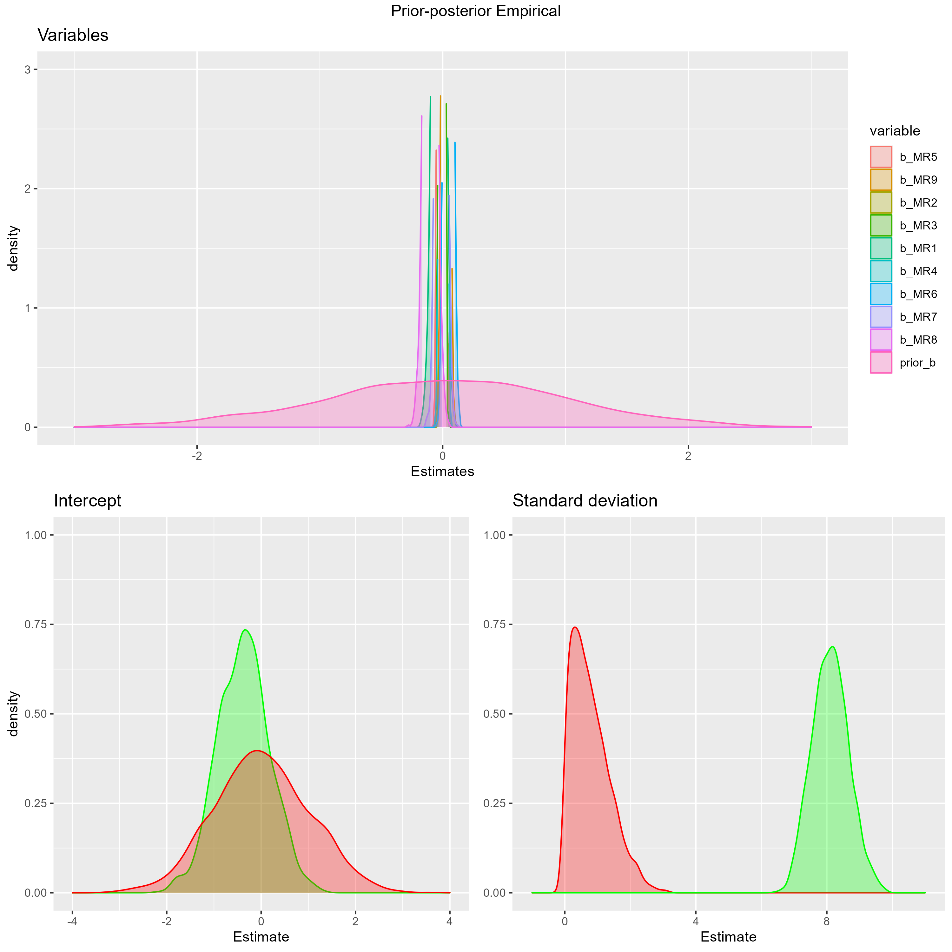 Prior-posterior Empirical
Variables
3
2
1
0
density
-2
0
2
Estimates
variable
b_MR5
b_MR9
b_MR2
b_MR3
b_MR1
b_MR4
b_MR6
b_MR7
b_MR8
prior_b
Intercept
1.00
0.75
0.50
0.25
0.00
density
-4
-2
0
2
4
Estimate
Standard deviation
1.00
0.75
0.50
0.25
0.00
0
4
8
Estimate